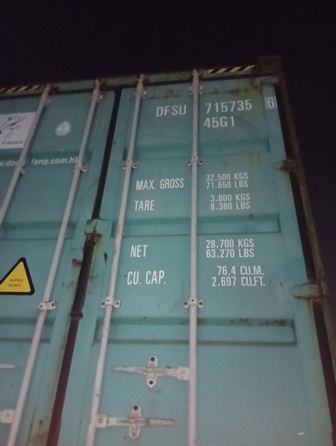 DFSU 715735 6
45G1
MAX. GROSS 32.500 KGS
71.650 LBS
TARE 3.800 KGS
8.380 LBS
NET 28.700 KGS
63.270 LBS
CU. CAP. 76.4 CU.M.
2.697 CU.FT.